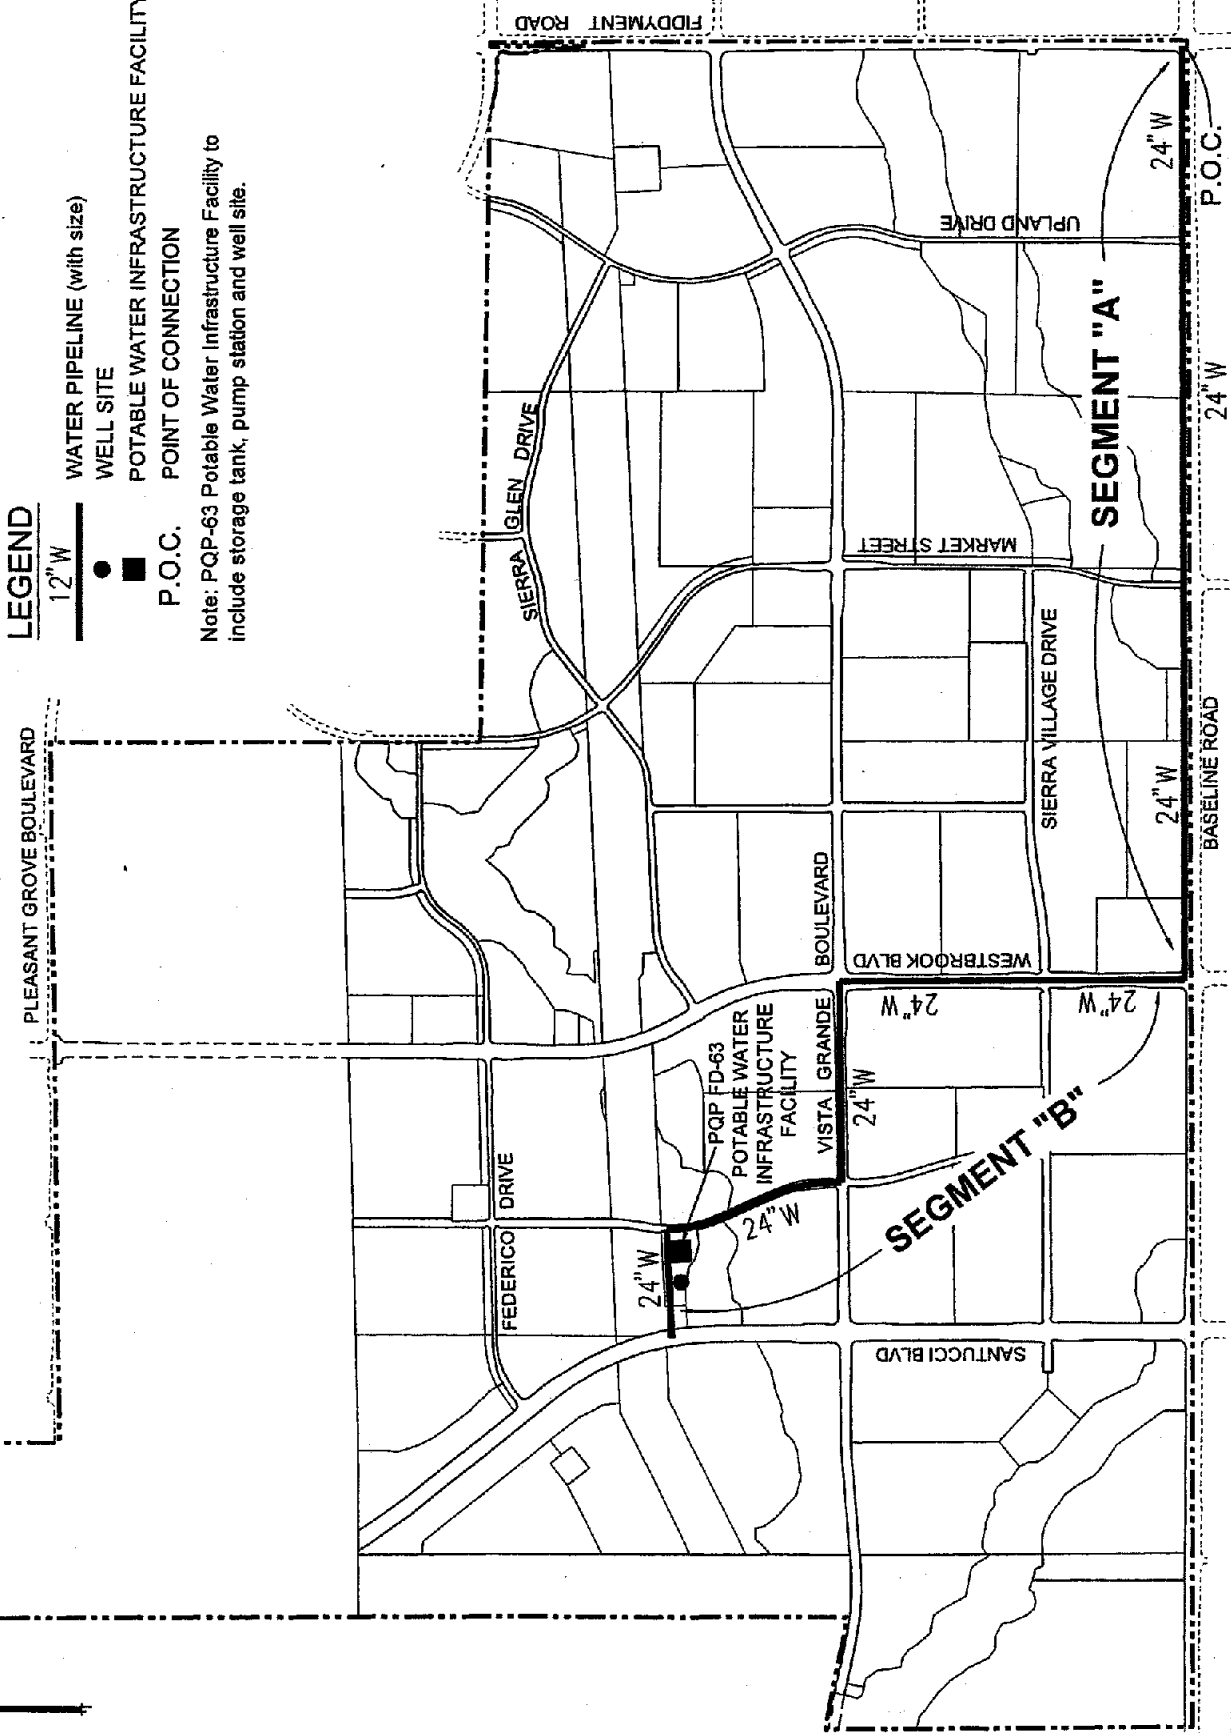 LEGEND
12"W
WATER PIPELINE (with size)
WELL SITE
POTABLE WATER INFRASTRUCTURE FACILITY
P.O.C.
POINT OF CONNECTION
Note: PQP-63 Potable Water Infrastructure Facility to
include storage tank, pump station and well site.
PLEASANT GROVE BOULEVARD
FIDDYMENT ROAD
SIERRA GLEN DRIVE
UPLAND DRIVE
MARKET STREET
SIERRA VILLAGE DRIVE
SEGMENT "A"
24" W
P.O.C.
24" W
24" W
BASELINE ROAD
WESTBROOK BLVD
24"W
24"W
VISTA GRANDE BOULEVARD
24"W
PQP FD-63
POTABLE WATER
INFRASTRUCTURE
FACILITY
24"W
24"W
SEGMENT "B"
FEDERICO DRIVE
SANTUCCI BLVD